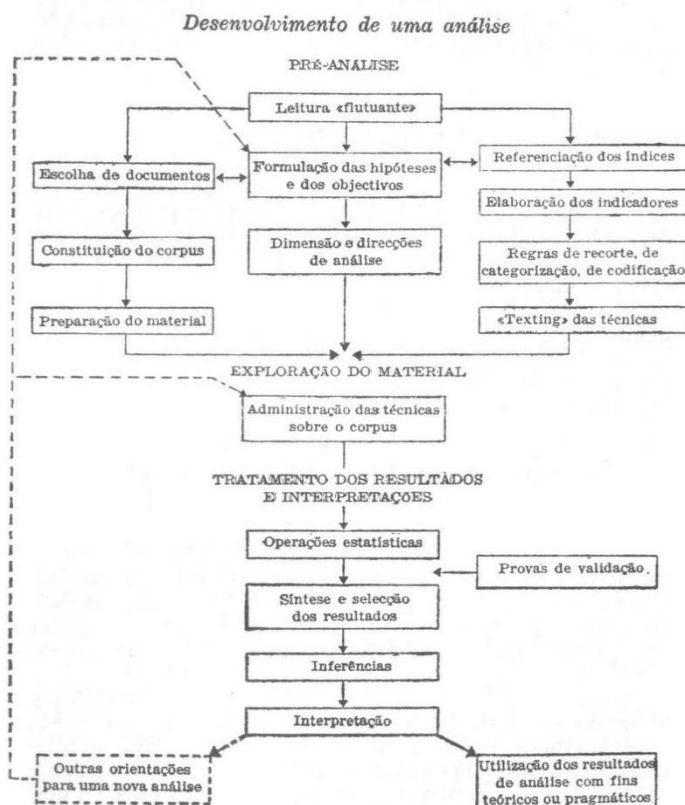 Desenvolvimento de uma análise
PRÉ-ANÁLISE
Leitura «flutuante»
Escolha de documentos
Formulação das hipóteses
e dos objectivos
Referenciação dos índices
Elaboração dos indicadores
Constituição do corpus
Dimensão e direcções
de análise
Regras de recorte, de
categorização, de codificação
Preparação do material
«Texting» das técnicas
EXPLORAÇÃO DO MATERIAL
Administração das técnicas
sobre o corpus
TRATAMENTO DOS RESULTADOS
E INTERPRETAÇÕES
Operações estatísticas
Provas de validação
Síntese e selecção
dos resultados
Inferências
Interpretação
Outras orientações
para uma nova análise
Utilização dos resultados
de análise com fins
teóricos ou pragmáticos